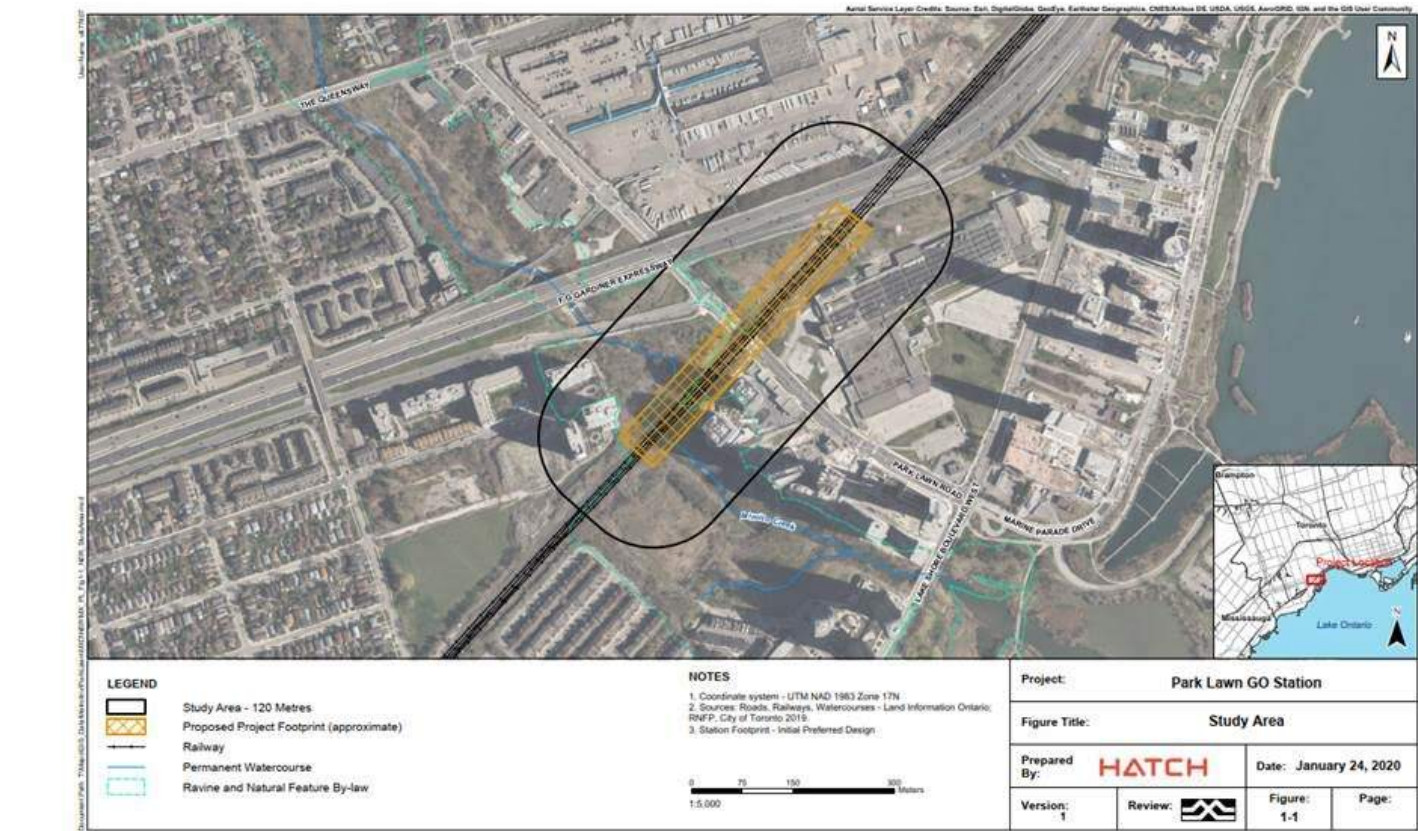 Aerial Service Layer Credits: Source: Esri, DigitalGlobe, GeoEye, Earthstar Geographics, CNES/Airbus DS, USDA, USGS, AeroGRID, IGN, and the GIS User Community
N
THE QUEENSWAY
F G GARDINER EXPRESSWAY
PARK LAWN ROAD
MARINE PARADE DRIVE
LAKE SHORE BOULEVARD WEST
Mimico Creek
Brampton
Toronto
Project Location
Mississauga
Lake Ontario
N
LEGEND
Study Area - 120 Metres
Proposed Project Footprint (approximate)
Railway
Permanent Watercourse
Ravine and Natural Feature By-law
NOTES
1. Coordinate system - UTM NAD 1983 Zone 17N
2. Sources: Roads, Railways, Watercourses - Land Information Ontario;
RNFP, City of Toronto 2019.
3. Station Footprint - Initial Preferred Design
0 75 150 300
Meters
1:5,000
Project: Park Lawn GO Station
Figure Title: Study Area
Prepared
By: HATCH
Date: January 24, 2020
Version:
1
Review:
Figure:
1-1
Page: